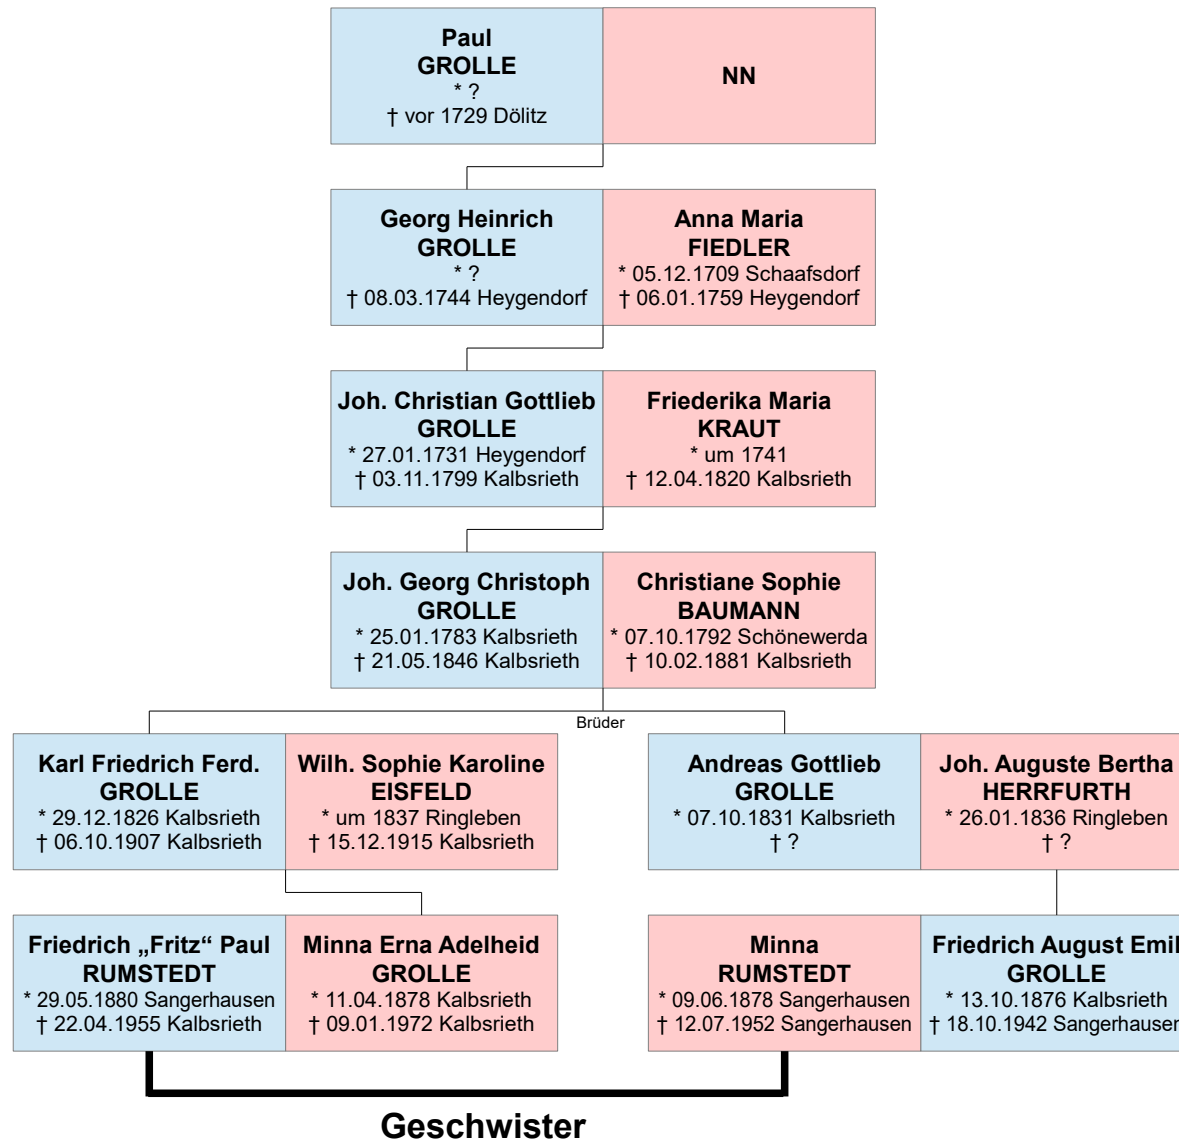 Paul
GROLLE
* ?
† vor 1729 Dölitz
NN
Georg Heinrich
GROLLE
* ?
† 08.03.1744 Heygendorf
Anna Maria
FIEDLER
* 05.12.1709 Schaafsdorf
† 06.01.1759 Heygendorf
Joh. Christian Gottlieb
GROLLE
* 27.01.1731 Heygendorf
† 03.11.1799 Kalbsrieth
Friederika Maria
KRAUT
* um 1741
† 12.04.1820 Kalbsrieth
Joh. Georg Christoph
GROLLE
* 25.01.1783 Kalbsrieth
† 21.05.1846 Kalbsrieth
Christiane Sophie
BAUMANN
* 07.10.1792 Schönewerda
† 10.02.1881 Kalbsrieth
Brüder
Karl Friedrich Ferd.
GROLLE
* 29.12.1826 Kalbsrieth
† 06.10.1907 Kalbsrieth
Wilh. Sophie Karoline
EISFELD
* um 1837 Ringleben
† 15.12.1915 Kalbsrieth
Andreas Gottlieb
GROLLE
* 07.10.1831 Kalbsrieth
† ?
Joh. Auguste Bertha
HERRFURTH
* 26.01.1836 Ringleben
† ?
Friedrich „Fritz“ Paul
RUMSTEDT
* 29.05.1880 Sangerhausen
† 22.04.1955 Kalbsrieth
Minna Erna Adelheid
GROLLE
* 11.04.1878 Kalbsrieth
† 09.01.1972 Kalbsrieth
Minna
RUMSTEDT
* 09.06.1878 Sangerhausen
† 12.07.1952 Sangerhausen
Friedrich August Emil
GROLLE
* 13.10.1876 Kalbsrieth
† 18.10.1942 Sangerhausen
Geschwister